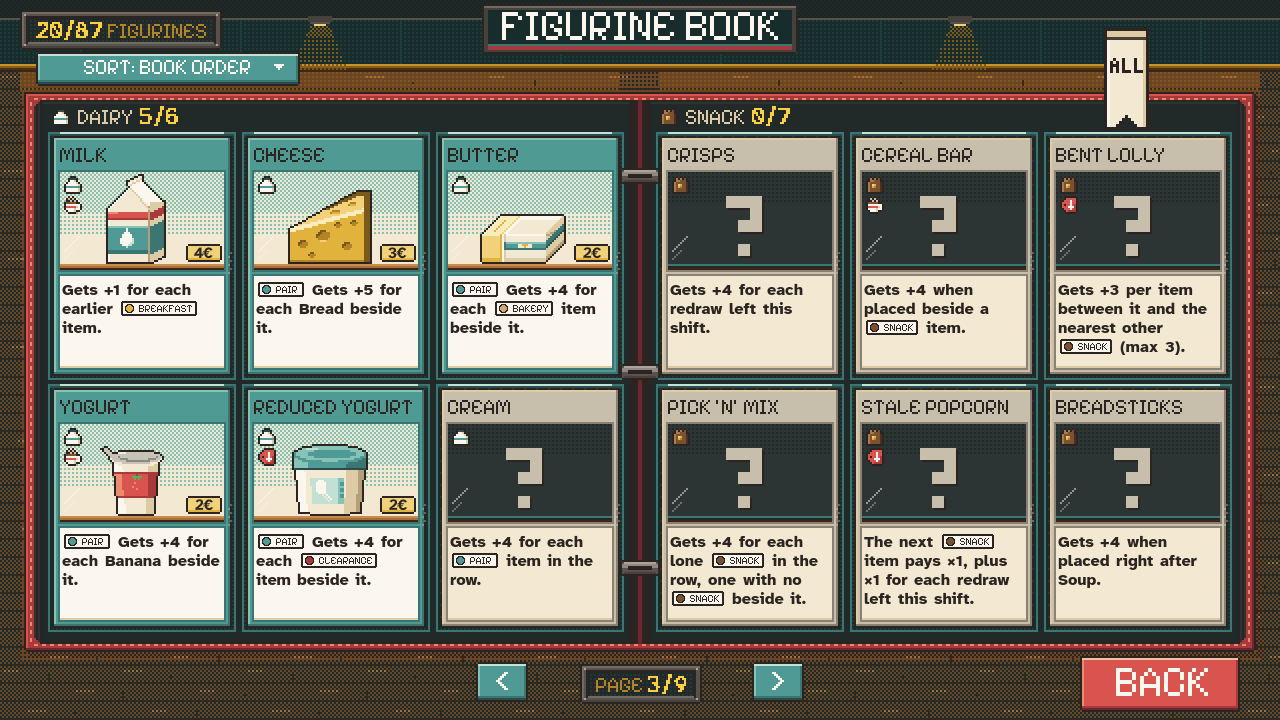 20/87 FIGURINES
FIGURINE BOOK
SORT: BOOK ORDER
ALL
DAIRY 5/6
MILK
4€
Gets +1 for each
earlier BREAKFAST
item.
CHEESE
3€
PAIR Gets +5 for
each Bread beside
it.
BUTTER
2€
PAIR Gets +4 for
each BAKERY item
beside it.
YOGURT
2€
PAIR Gets +4 for
each Banana beside
it.
REDUCED YOGURT
2€
PAIR Gets +4 for
each CLEARANCE
item beside it.
CREAM
?
Gets +4 for each
PAIR item in the
row.
SNACK 0/7
CRISPS
?
Gets +4 for each
redraw left this
shift.
CEREAL BAR
?
Gets +4 when
placed beside a
SNACK item.
BENT LOLLY
?
Gets +3 per item
between it and the
nearest other
SNACK (max 3).
PICK 'N' MIX
?
Gets +4 for each
lone SNACK in the
row, one with no
SNACK beside it.
STALE POPCORN
?
The next SNACK
item pays ×1, plus
×1 for each redraw
left this shift.
BREADSTICKS
?
Gets +4 when
placed right after
Soup.
< PAGE 3/9 >
BACK